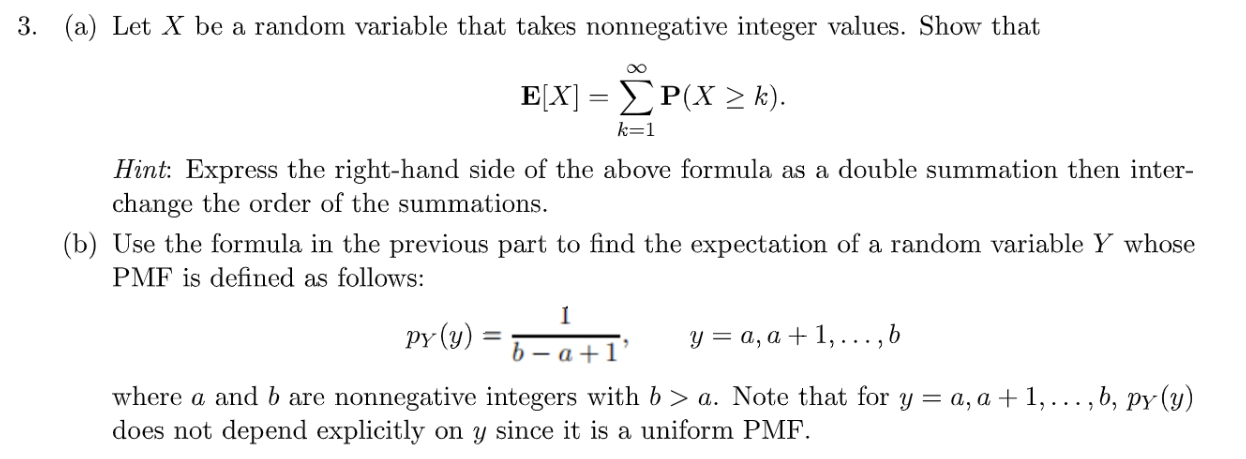 3. (a) Let X be a random variable that takes nonnegative integer values. Show that
E[X] = ∑_{k=1}^{∞} P(X ≥ k).
Hint: Express the right-hand side of the above formula as a double summation then inter-
change the order of the summations.
(b) Use the formula in the previous part to find the expectation of a random variable Y whose
PMF is defined as follows:
p_Y(y) = 1/(b − a + 1), y = a, a + 1, . . . , b
where a and b are nonnegative integers with b > a. Note that for y = a, a + 1, . . . , b, p_Y(y)
does not depend explicitly on y since it is a uniform PMF.